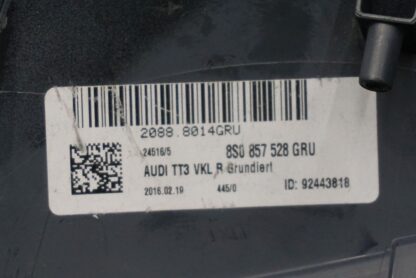 2088.8014GRU
24516/5 8S0 857 528 GRU
AUDI TT3 VKL R Grundiert
2016.02.19 445/0 ID: 92443818